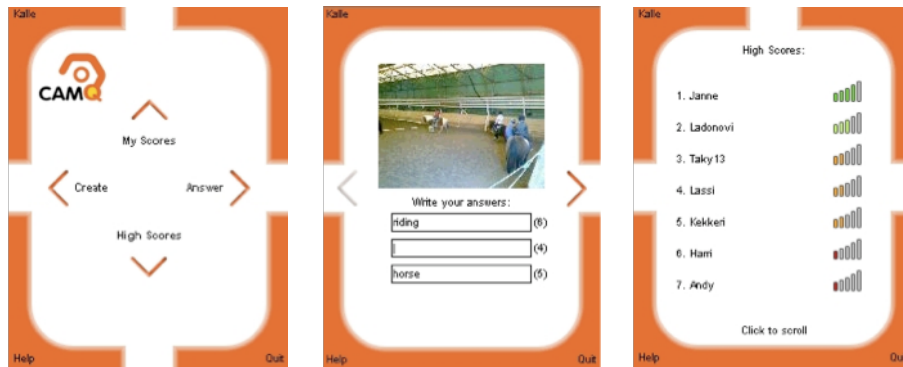 Kalle
CAMQ
My Scores
Create
Answer
High Scores
Help
Quit
Kalle
Write your answers:
riding (6)
(4)
horse (5)
Help
Quit
Kalle
High Scores:
1. Janne
2. Ladonovi
3. Taky13
4. Lassi
5. Kekkeri
6. Harri
7. Andy
Click to scroll
Help
Qu